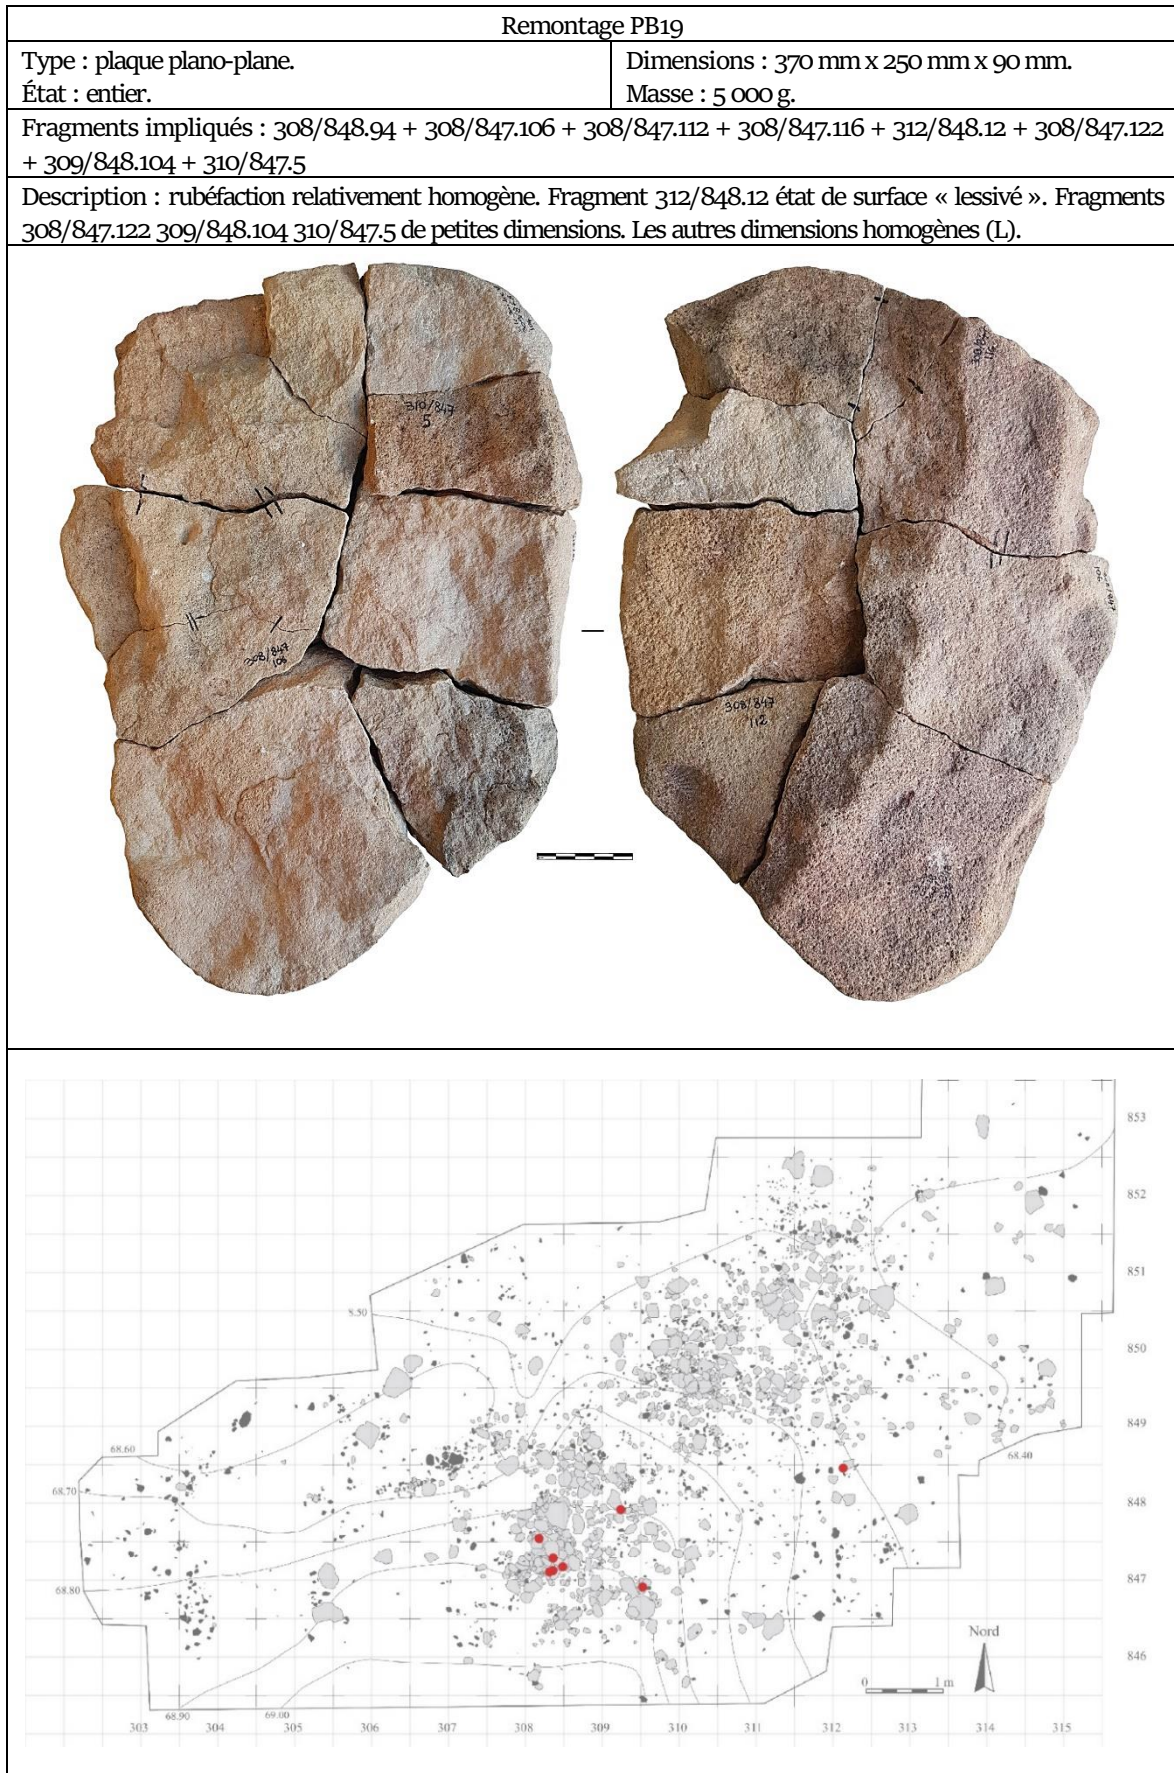 Remontage PB19
Type : plaque plano-plane.
État : entier.
Dimensions : 370 mm x 250 mm x 90 mm.
Masse : 5 000 g.
Fragments impliqués : 308/848.94 + 308/847.106 + 308/847.112 + 308/847.116 + 312/848.12 + 308/847.122
+ 309/848.104 + 310/847.5
Description : rubéfaction relativement homogène. Fragment 312/848.12 état de surface « lessivé ». Fragments
308/847.122 309/848.104 310/847.5 de petites dimensions. Les autres dimensions homogènes (L).
310/847
5
308/847
106
308/847
116
308/847
112
853
852
851
8.50
850
849
68.60
68.40
68.70
848
847
68.80
Nord
846
0 1 m
68.90 69.00
303 304 305 306 307 308 309 310 311 312 313 314 315